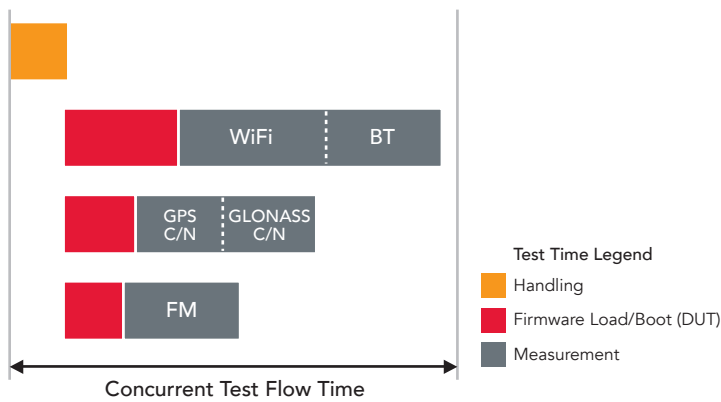 WiFi
BT
GPS
C/N
GLONASS
C/N
FM
Concurrent Test Flow Time
Test Time Legend
Handling
Firmware Load/Boot (DUT)
Measurement